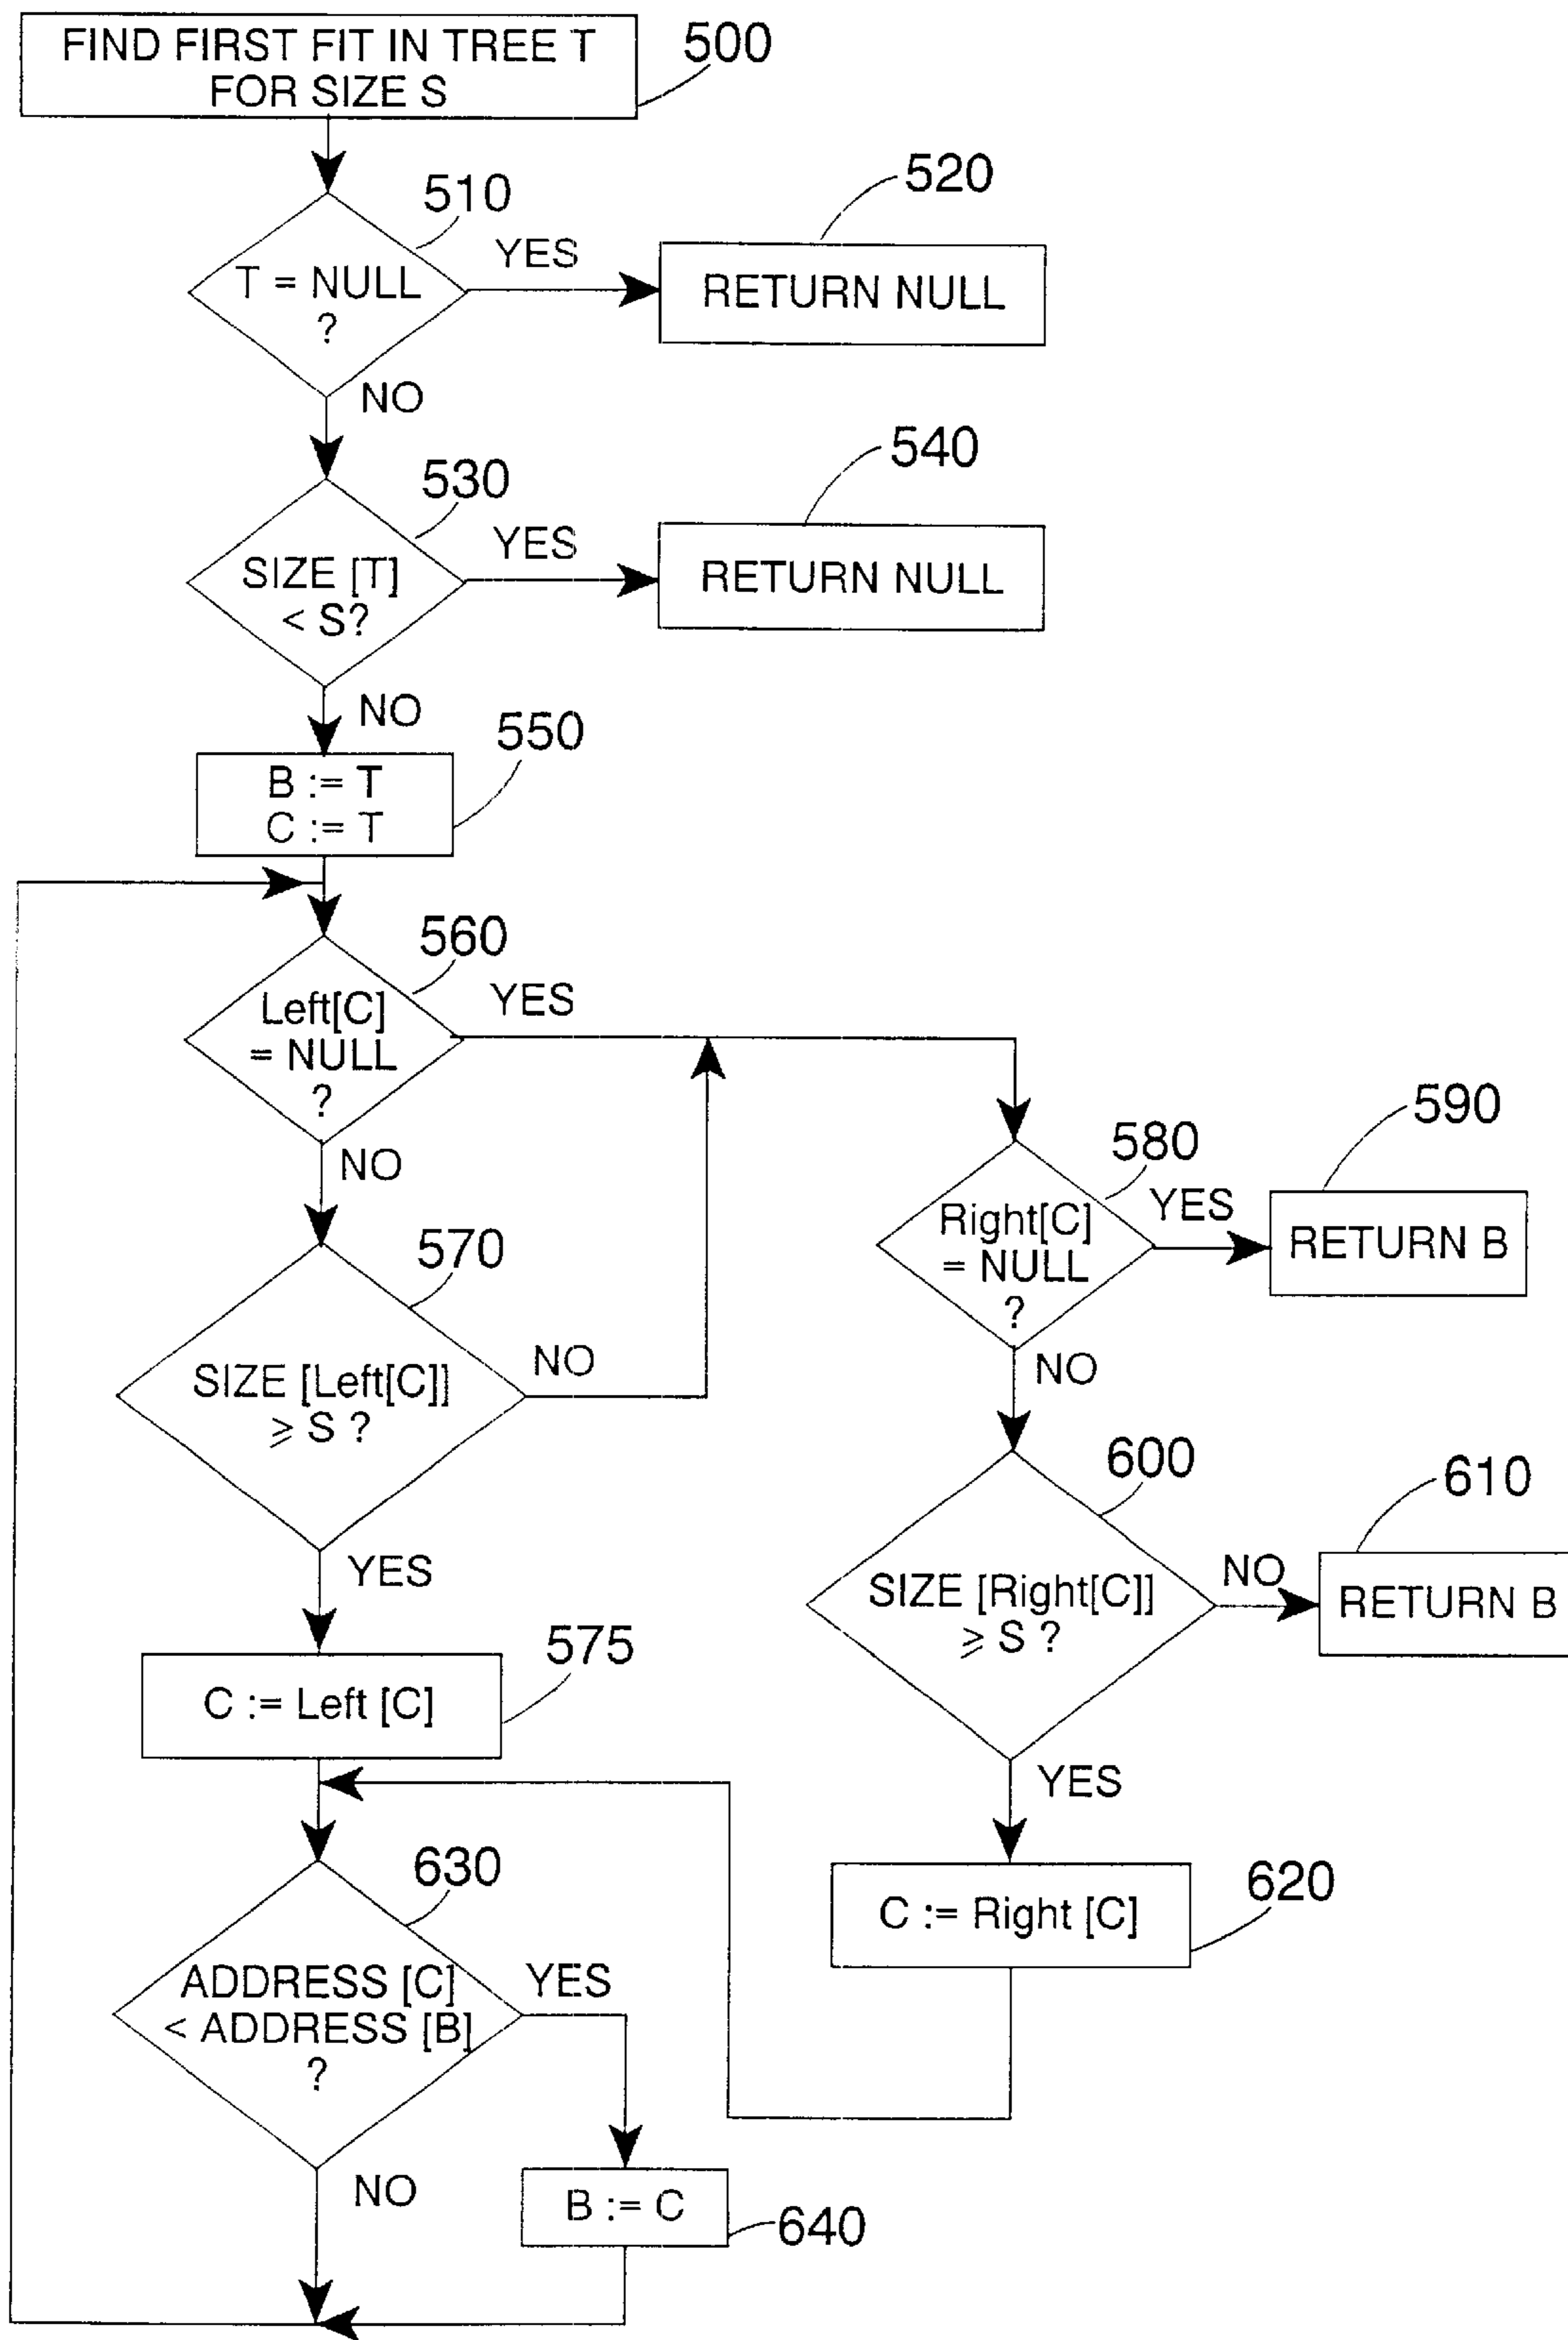 FIND FIRST FIT IN TREE T
FOR SIZE S
500
510
T = NULL
?
YES
520
RETURN NULL
NO
530
SIZE [T]
< S?
YES
540
RETURN NULL
NO
550
B := T
C := T
560
Left[C]
= NULL
?
YES
NO
570
SIZE [Left[C]]
⩾ S ?
NO
YES
580
Right[C]
= NULL
?
YES
590
RETURN B
NO
600
SIZE [Right[C]]
⩾ S ?
NO
610
RETURN B
YES
575
C := Left [C]
620
C := Right [C]
630
ADDRESS [C]
< ADDRESS [B]
?
YES
NO
B := C
640